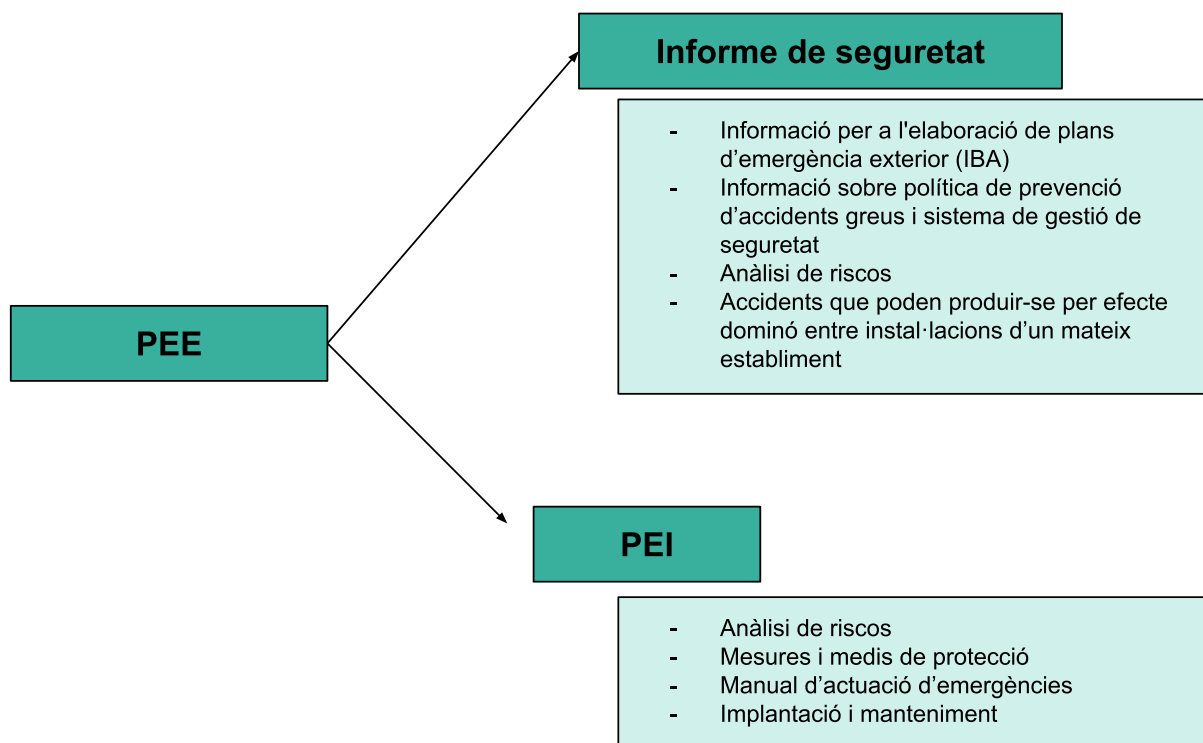 Informe de seguretat
- Informació per a l'elaboració de plans
d’emergència exterior (IBA)
- Informació sobre política de prevenció
d’accidents greus i sistema de gestió de
seguretat
- Anàlisi de riscos
- Accidents que poden produir-se per efecte
dominó entre instal·lacions d’un mateix
establiment
PEE
PEI
- Anàlisi de riscos
- Mesures i medis de protecció
- Manual d’actuació d’emergències
- Implantació i manteniment